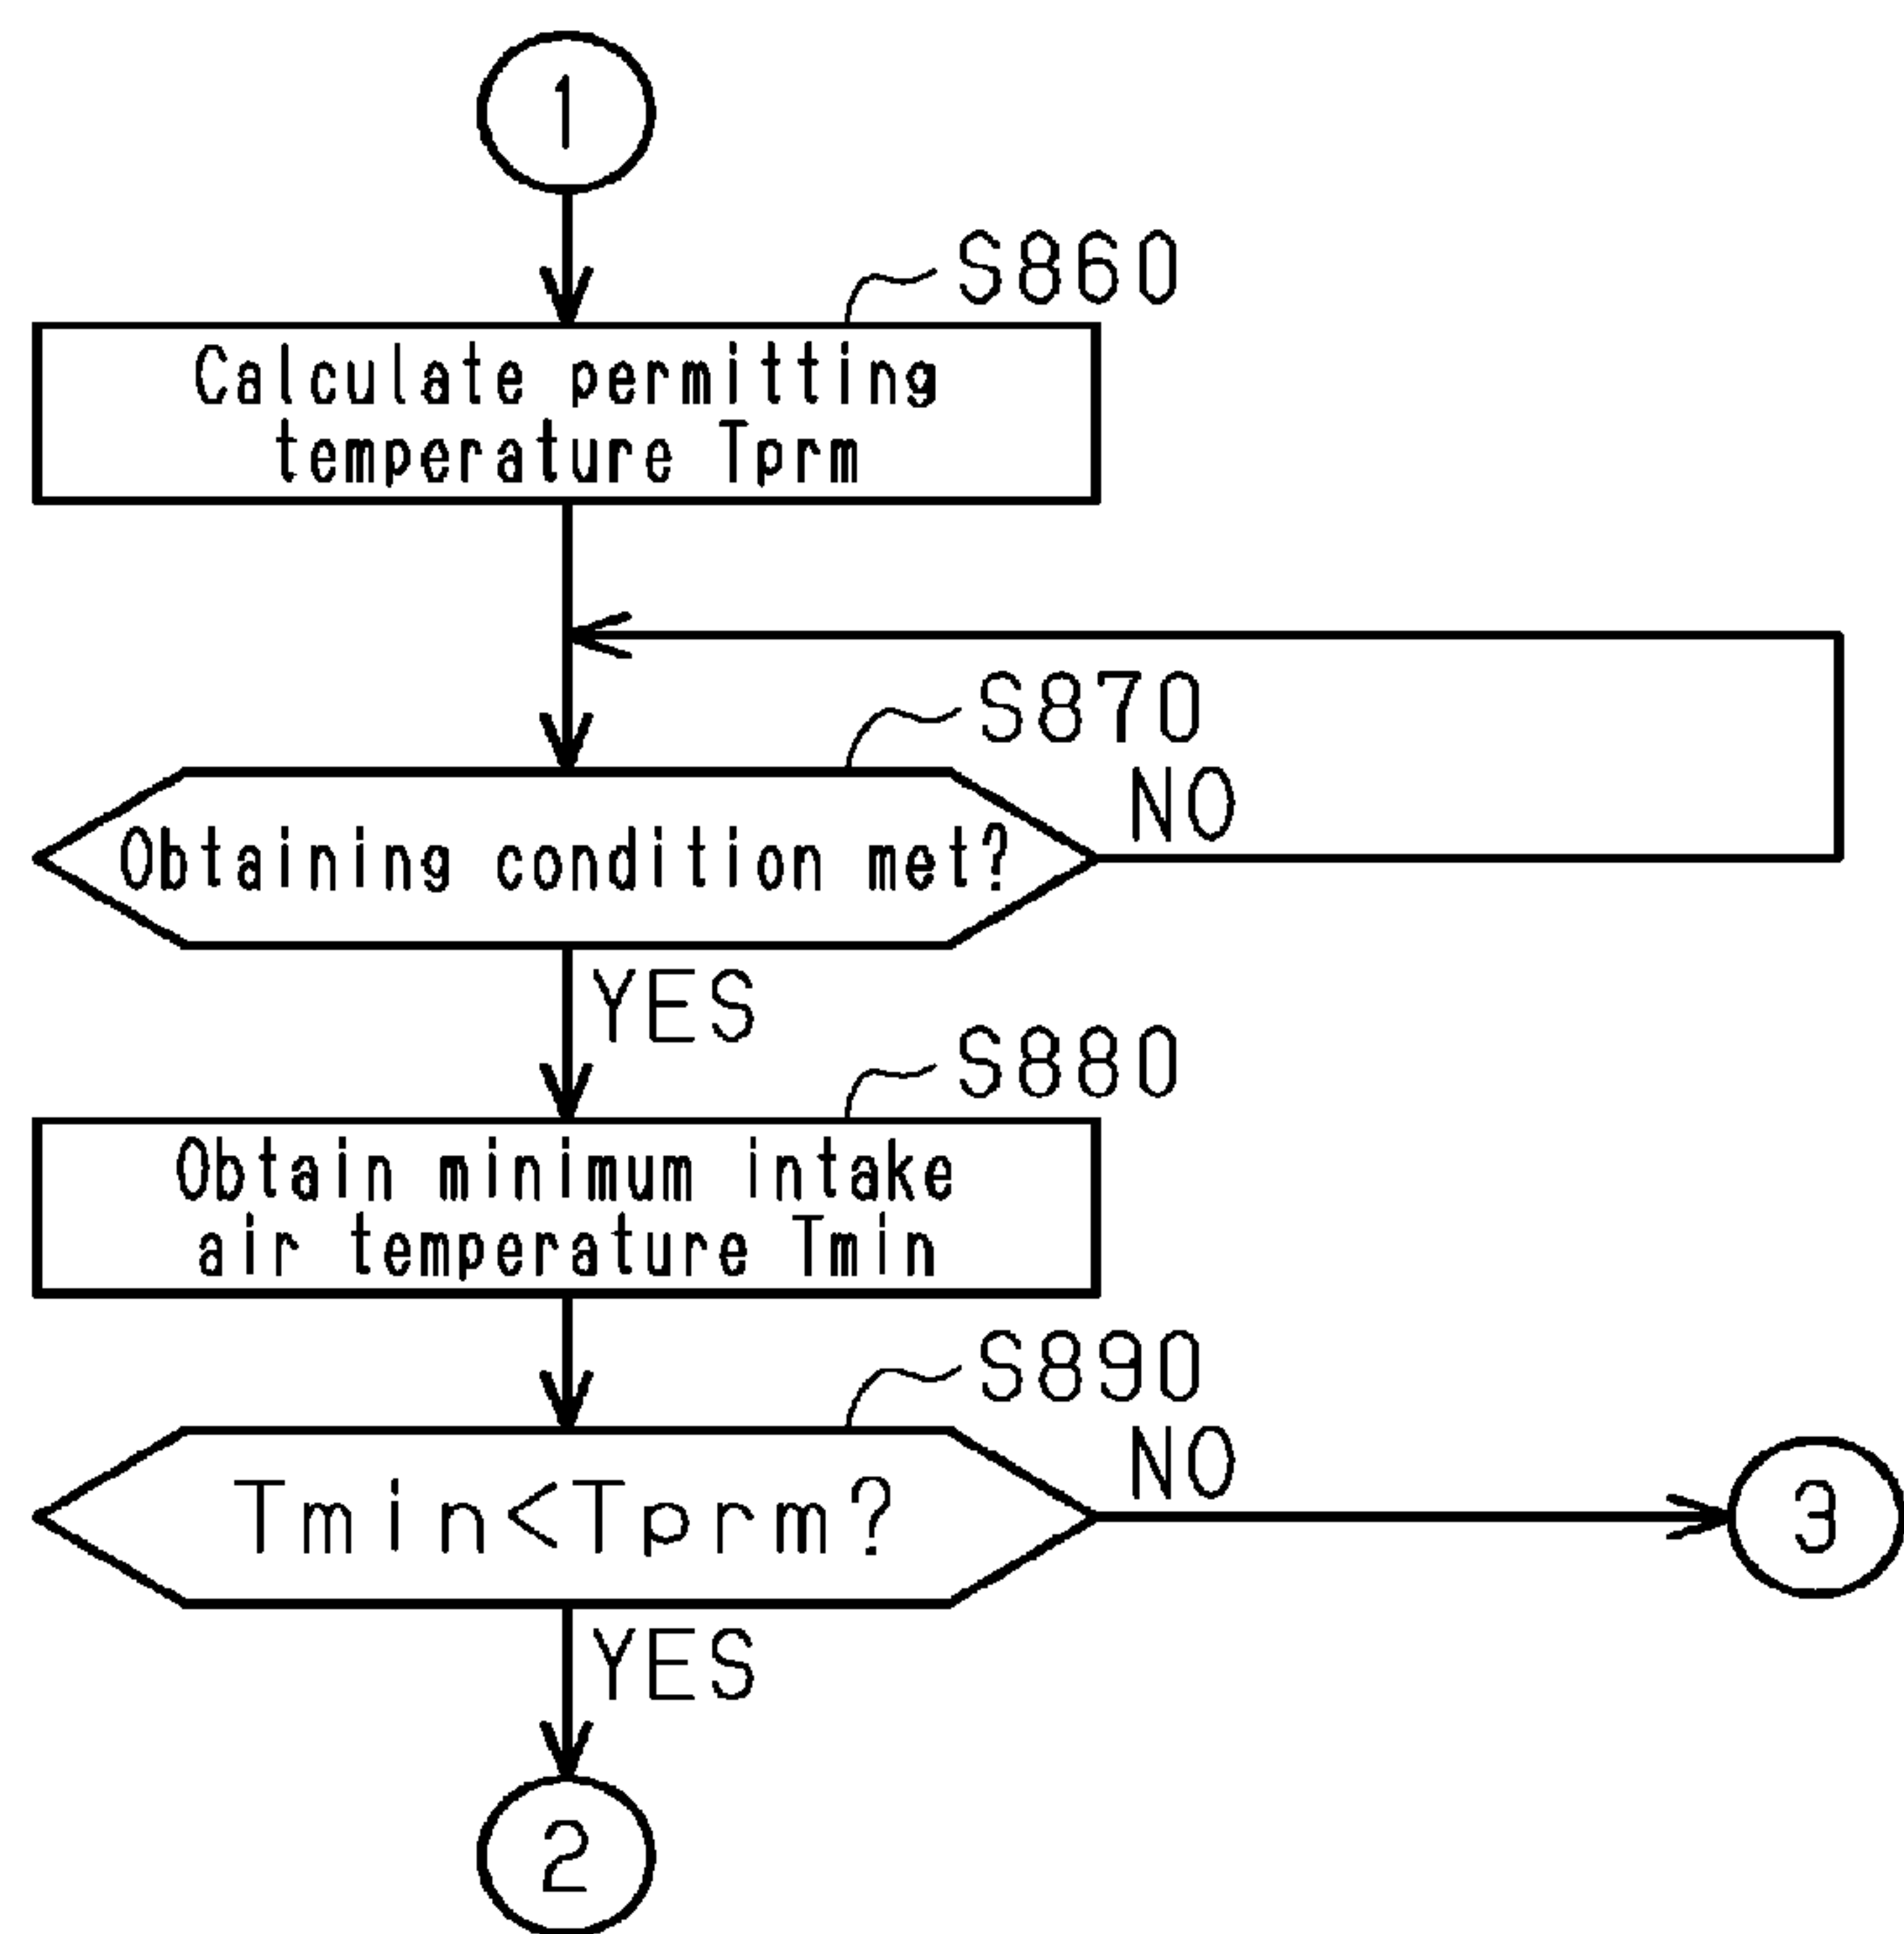 1
S860
Calculate permitting
temperature Tprm
S870
NO
Obtaining condition met?
YES
S880
Obtain minimum intake
air temperature Tmin
S890
NO
Tmin<Tprm?
3
YES
2